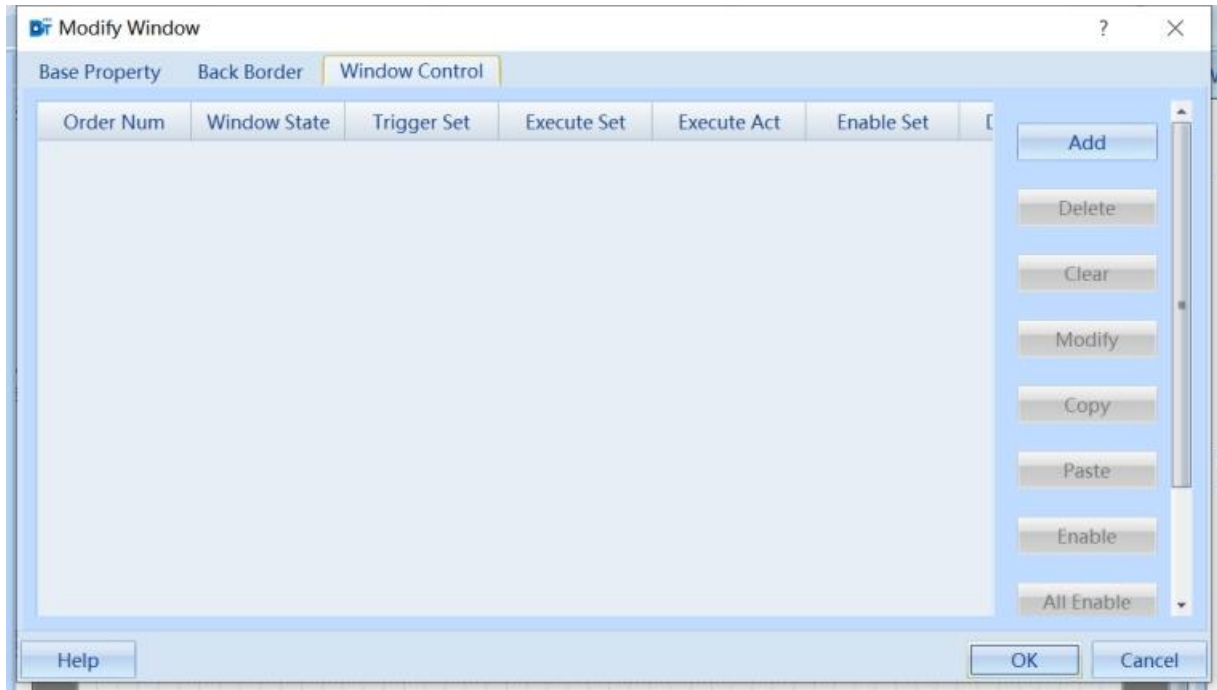 Modify Window
?
Base Property Back Border Window Control
Order Num Window State Trigger Set Execute Set Execute Act Enable Set
Add
Delete
Clear
Modify
Copy
Paste
Enable
All Enable
Help OK Cancel